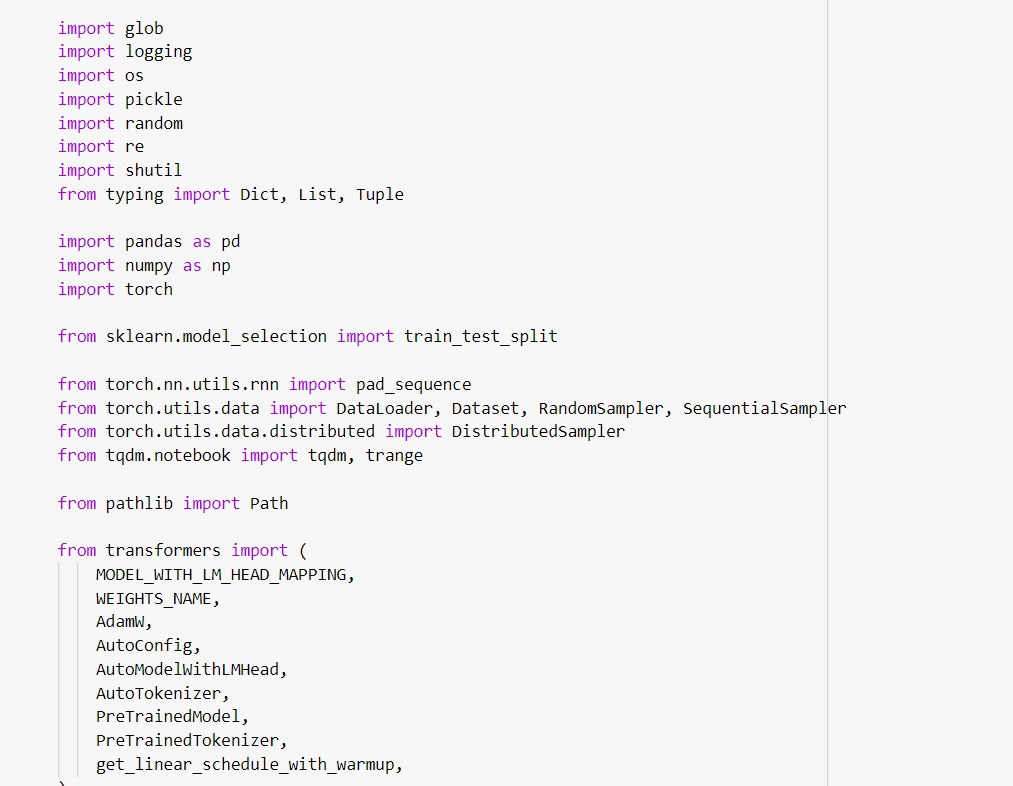 import glob
import logging
import os
import pickle
import random
import re
import shutil
from typing import Dict, List, Tuple
import pandas as pd
import numpy as np
import torch
from sklearn.model_selection import train_test_split
from torch.nn.utils.rnn import pad_sequence
from torch.utils.data import DataLoader, Dataset, RandomSampler, SequentialSampler
from torch.utils.data.distributed import DistributedSampler
from tqdm.notebook import tqdm, trange
from pathlib import Path
from transformers import (
    MODEL_WITH_LM_HEAD_MAPPING,
    WEIGHTS_NAME,
    AdamW,
    AutoConfig,
    AutoModelWithLMHead,
    AutoTokenizer,
    PreTrainedModel,
    PreTrainedTokenizer,
    get_linear_schedule_with_warmup,
)